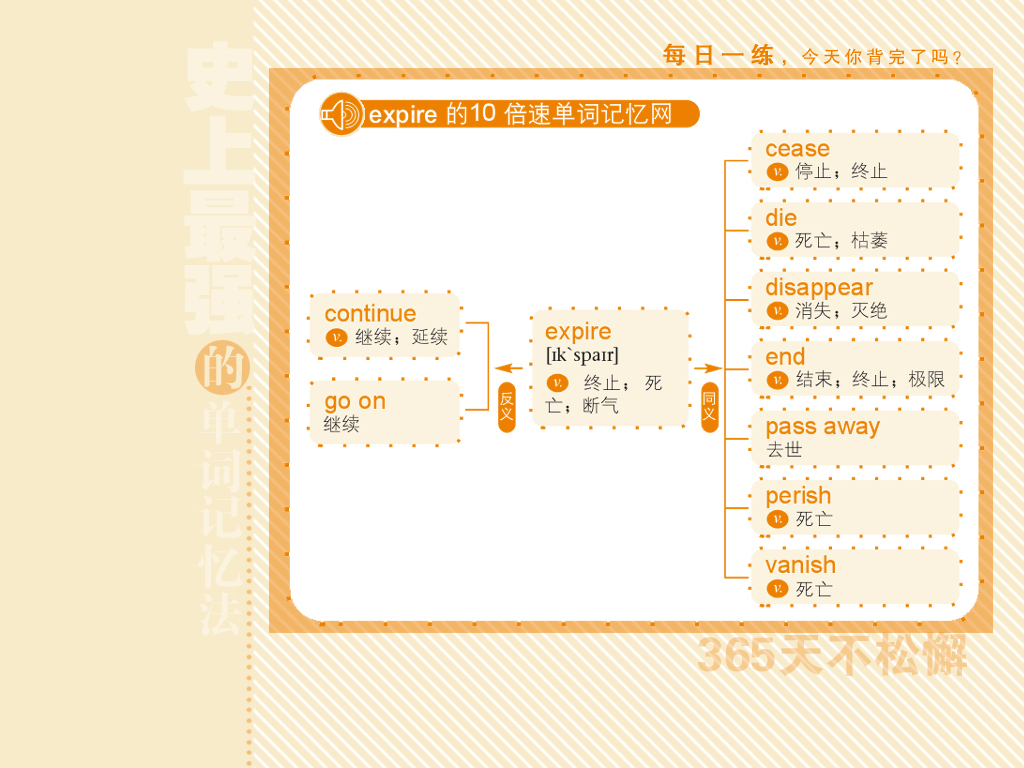 每日一练，今天你背完了吗？
expire 的10 倍速单词记忆网
史上最强的单词记忆法
continue
v. 继续；延续
go on
继续
反义
expire
[ɪk`spaɪr]
v. 终止； 死
亡；断气
同义
cease
v. 停止；终止
die
v. 死亡；枯萎
disappear
v. 消失；灭绝
end
v. 结束；终止；极限
pass away
去世
perish
v. 死亡
vanish
v. 死亡
365天不松懈